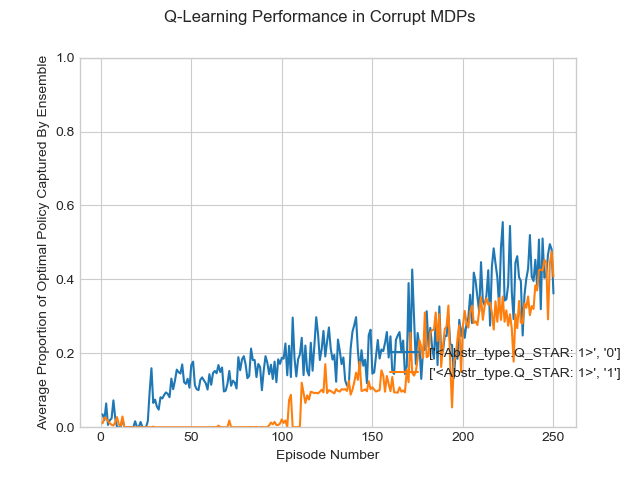 Q-Learning Performance in Corrupt MDPs
Average Proportion of Optimal Policy Captured By Ensemble
1.0
0.8
0.6
0.4
0.2
0.0
['<Abstr_type.Q_STAR: 1>', '0']
['<Abstr_type.Q_STAR: 1>', '1']
0
50
100
150
200
250
Episode Number